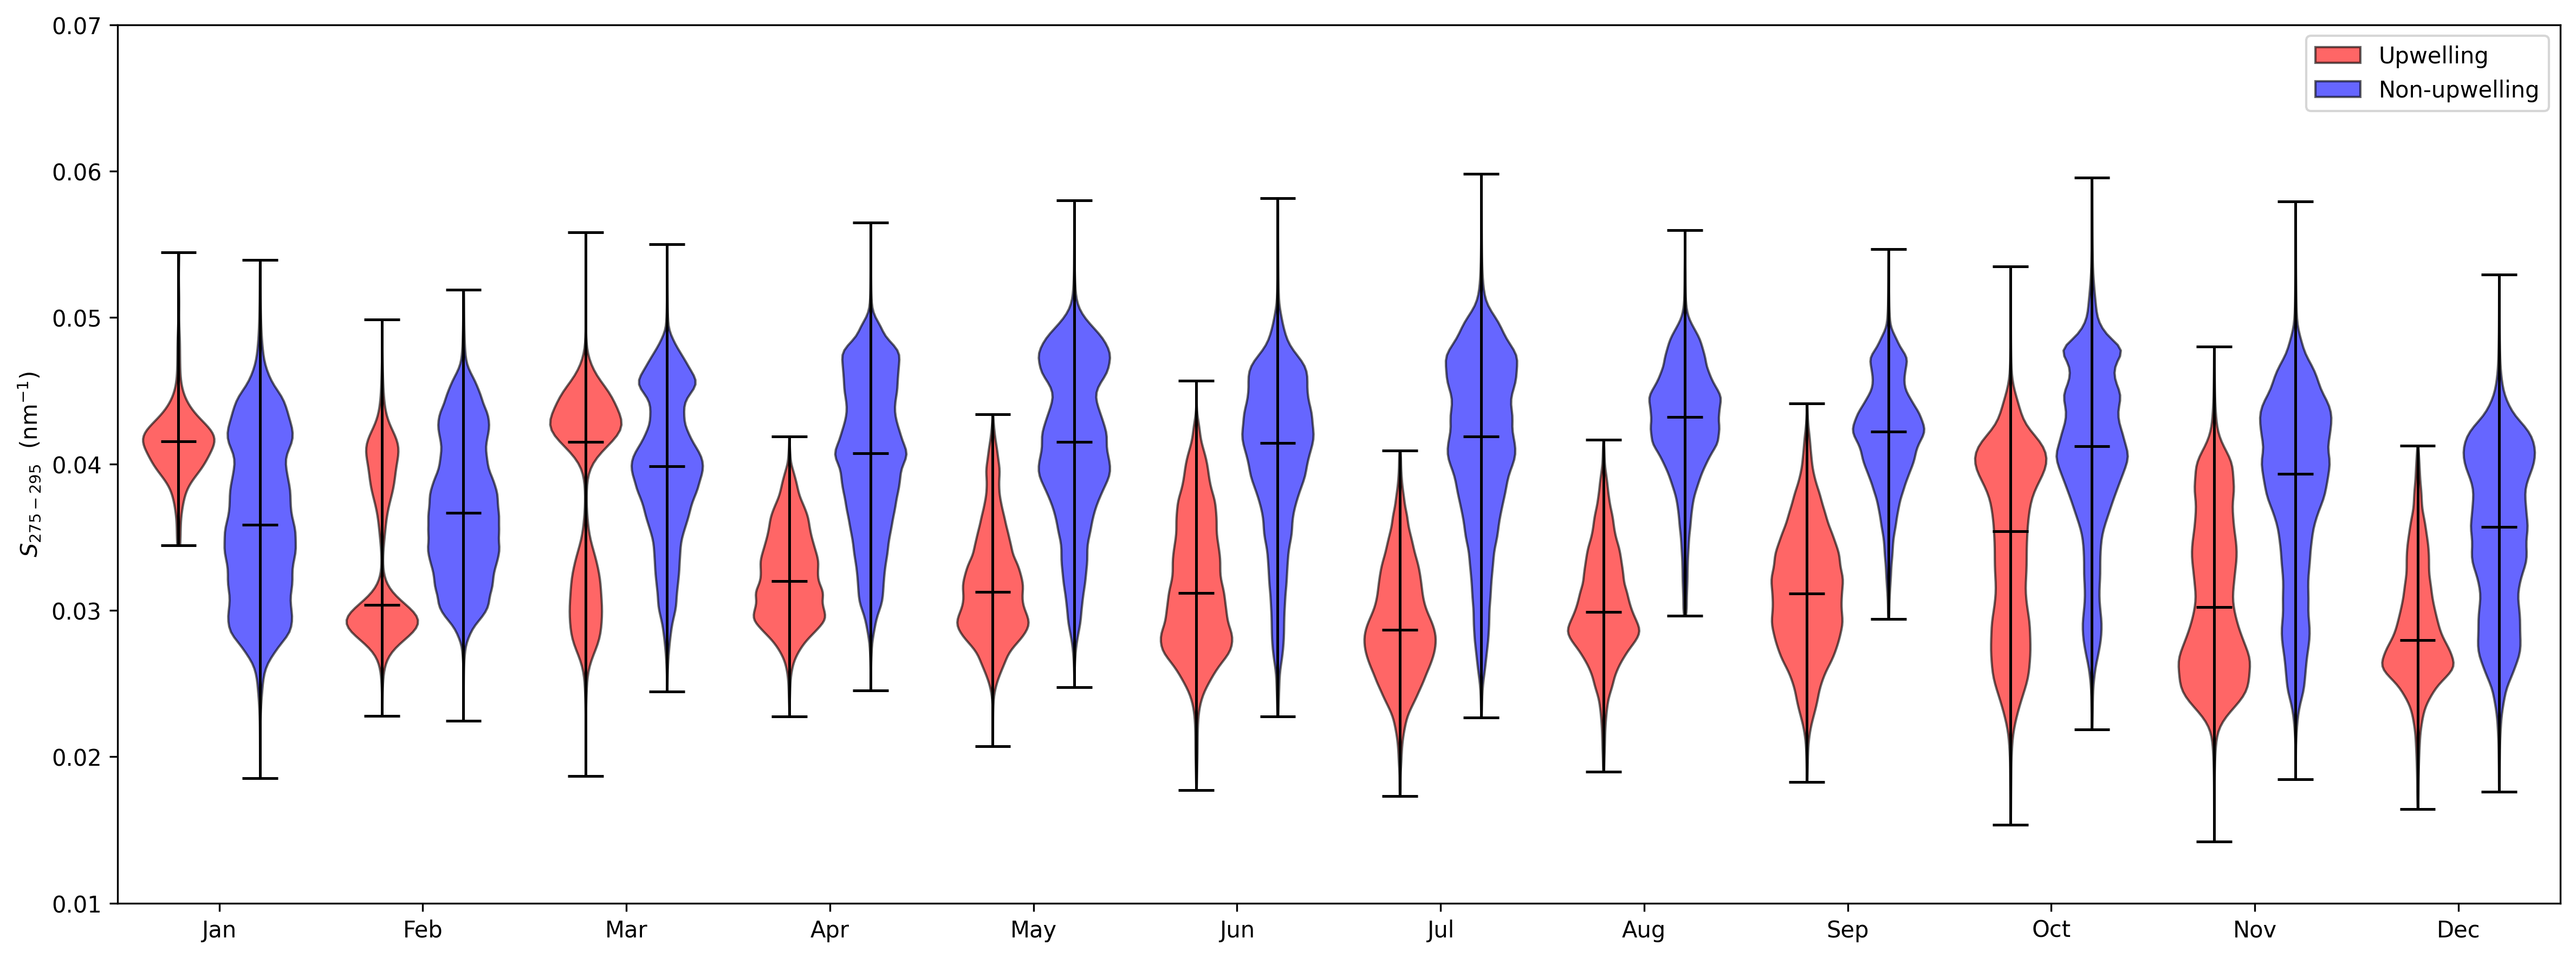 0.07
Upwelling
Non-upwelling
0.06
0.05
0.04
0.03
0.02
0.01
S275−295 (nm−1)
Jan Feb Mar Apr May Jun Jul Aug Sep Oct Nov Dec